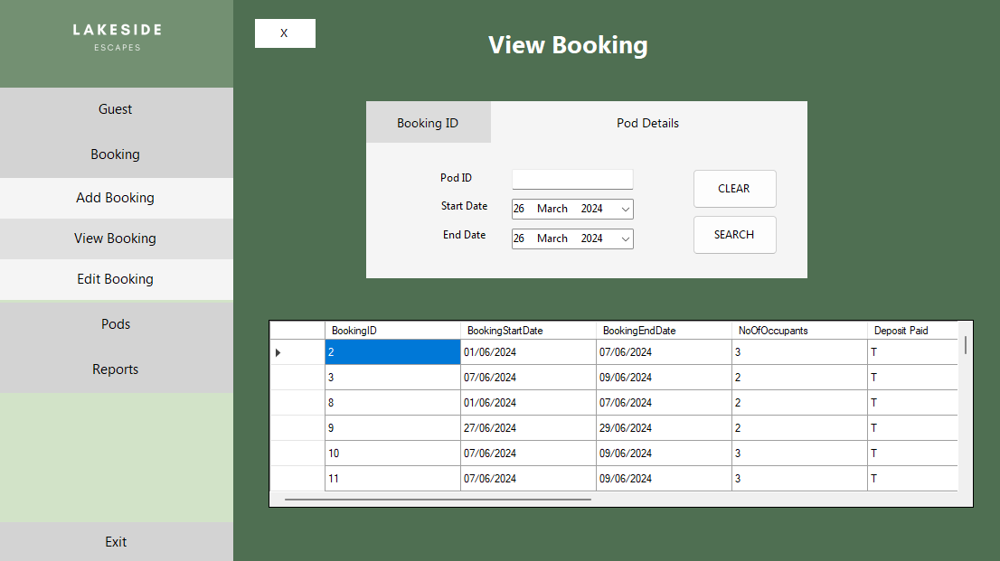 LAKESIDE
ESCAPES
Guest
Booking
Add Booking
View Booking
Edit Booking
Pods
Reports
Exit
X
View Booking
Booking ID Pod Details
Pod ID
Start Date 26 March 2024
End Date 26 March 2024
CLEAR
SEARCH
BookingID BookingStartDate BookingEndDate NoOfOccupants Deposit Paid
2 01/06/2024 07/06/2024 3 T
3 07/06/2024 09/06/2024 2 T
8 01/06/2024 07/06/2024 2 T
9 27/06/2024 29/06/2024 2 T
10 07/06/2024 09/06/2024 3 T
11 07/06/2024 09/06/2024 3 T